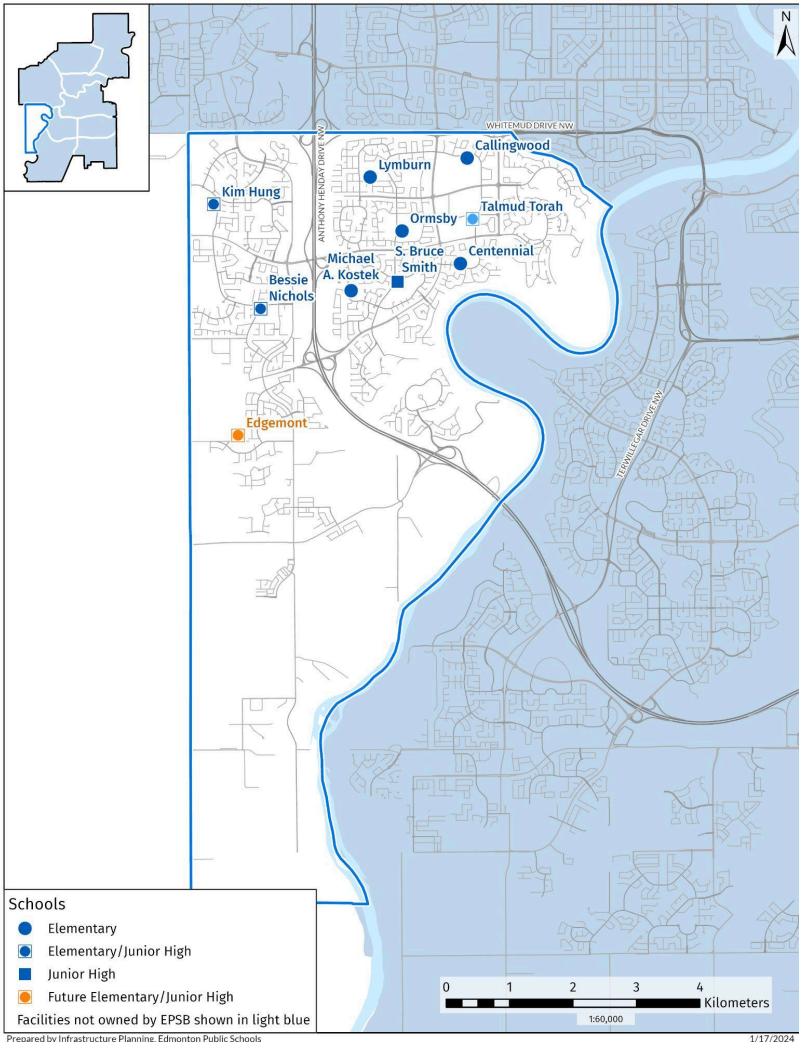 N
WHITEMUD DRIVE NW
ANTHONY HENDAY DRIVE NW
Callingwood
Lymburn
Kim Hung
Talmud Torah
Ormsby
S. Bruce
Smith
Centennial
Michael
A. Kostek
Bessie
Nichols
TERWILLEGAR DRIVE NW
Edgemont
Schools
Elementary
Elementary/Junior High
Junior High
Future Elementary/Junior High
Facilities not owned by EPSB shown in light blue
0 1 2 3 4
Kilometers
1:60,000
Prepared by Infrastructure Planning, Edmonton Public Schools
1/17/2024